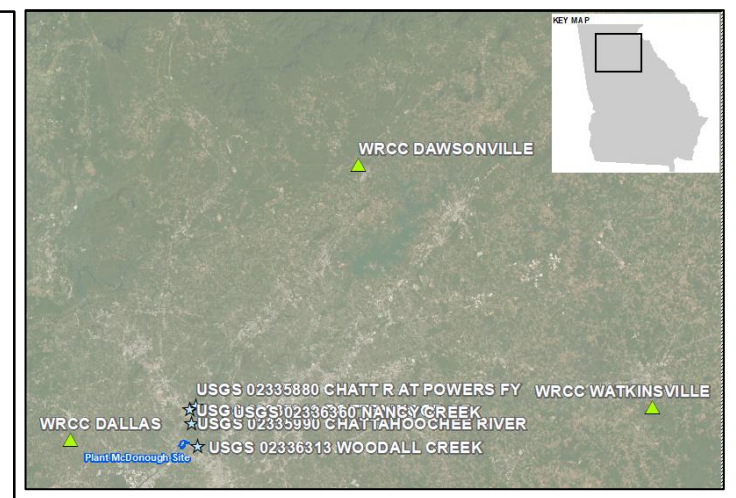 KEY MAP
WRCC DAWSONVILLE
USGS 02335880 CHATT R AT POWERS FY
WRCC WATKINSVILLE
USGS 02336360 NANCY CREEK
WRCC DALLAS
USGS 02335990 CHATTAHOOCHEE RIVER
USGS 02336313 WOODALL CREEK
Plant McDonough Site